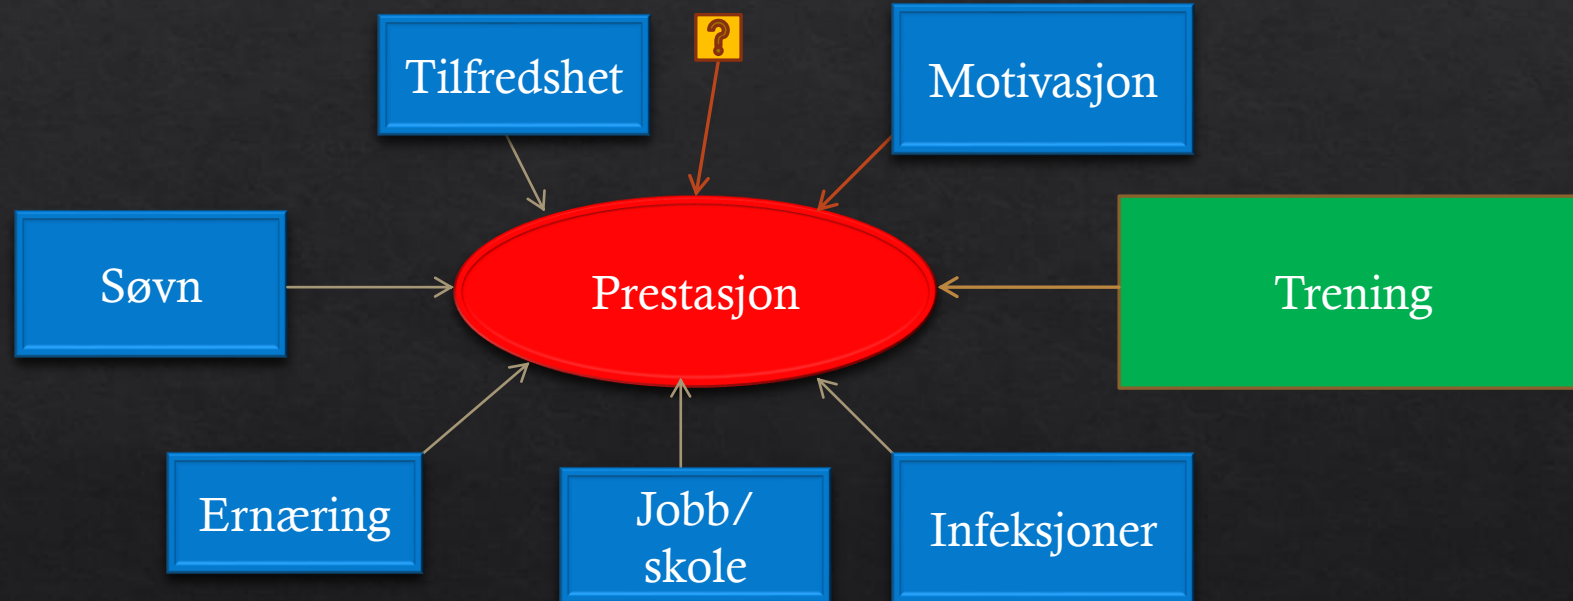 Tilfredshet
?
Motivasjon
Søvn
Prestasjon
Trening
Ernæring
Jobb/
skole
Infeksjoner